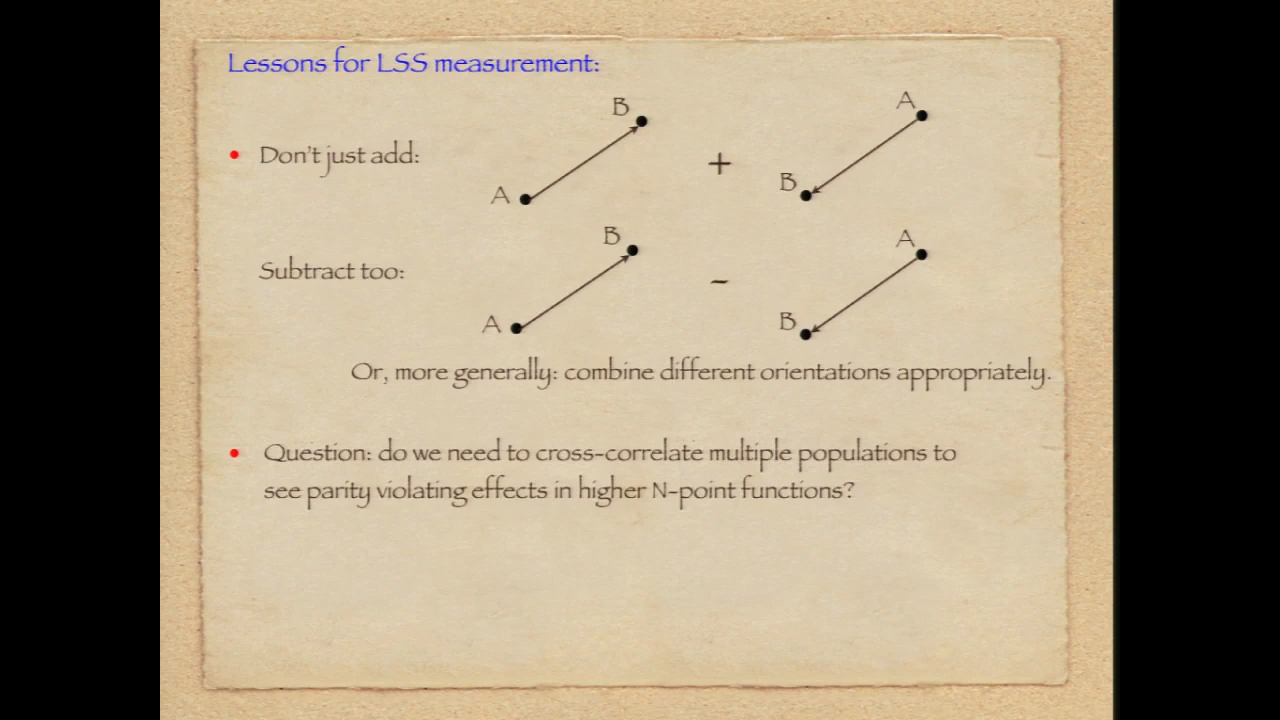 Lessons for LSS measurement:
B
A
• Don't just add:
+
A
B
B
A
Subtract too:
-
A
B
Or, more generally: combine different orientations appropriately.
• Question: do we need to cross-correlate multiple populations to
see parity violating effects in higher N-point functions?